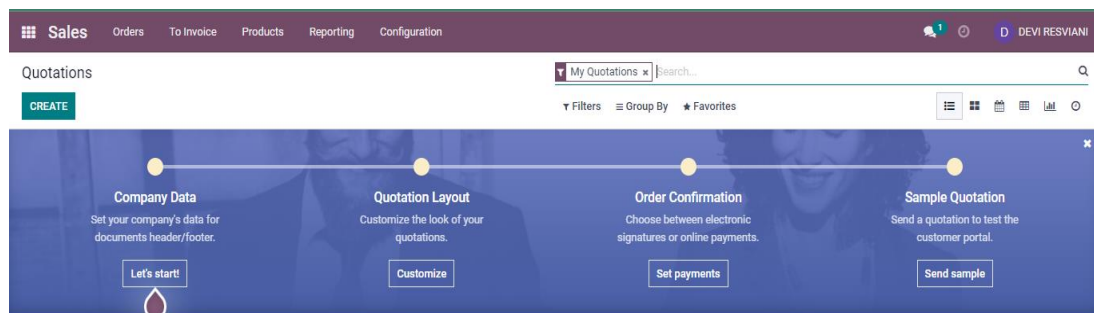 Sales Orders To Invoice Products Reporting Configuration 1 D DEVI RESVIANI
Quotations
My Quotations × Search...
CREATE
Filters Group By Favorites
Company Data
Set your company's data for
documents header/footer.
Let's start!
Quotation Layout
Customize the look of your
quotations.
Customize
Order Confirmation
Choose between electronic
signatures or online payments.
Set payments
Sample Quotation
Send a quotation to test the
customer portal.
Send sample